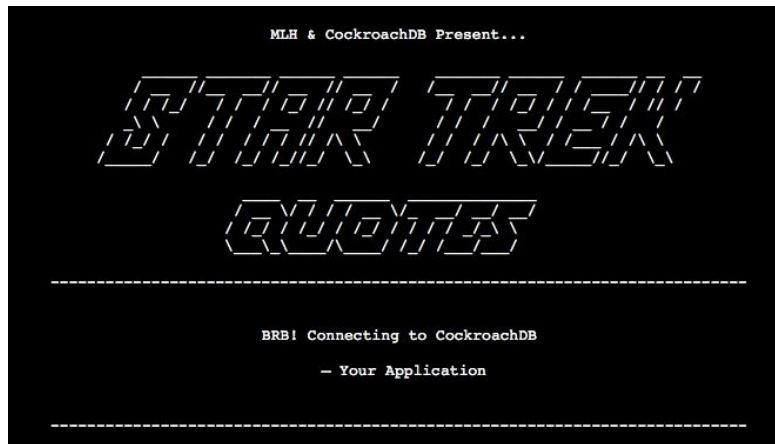 MLH & CockroachDB Present...
STAR TREK
QUOTES
BRB! Connecting to CockroachDB
— Your Application